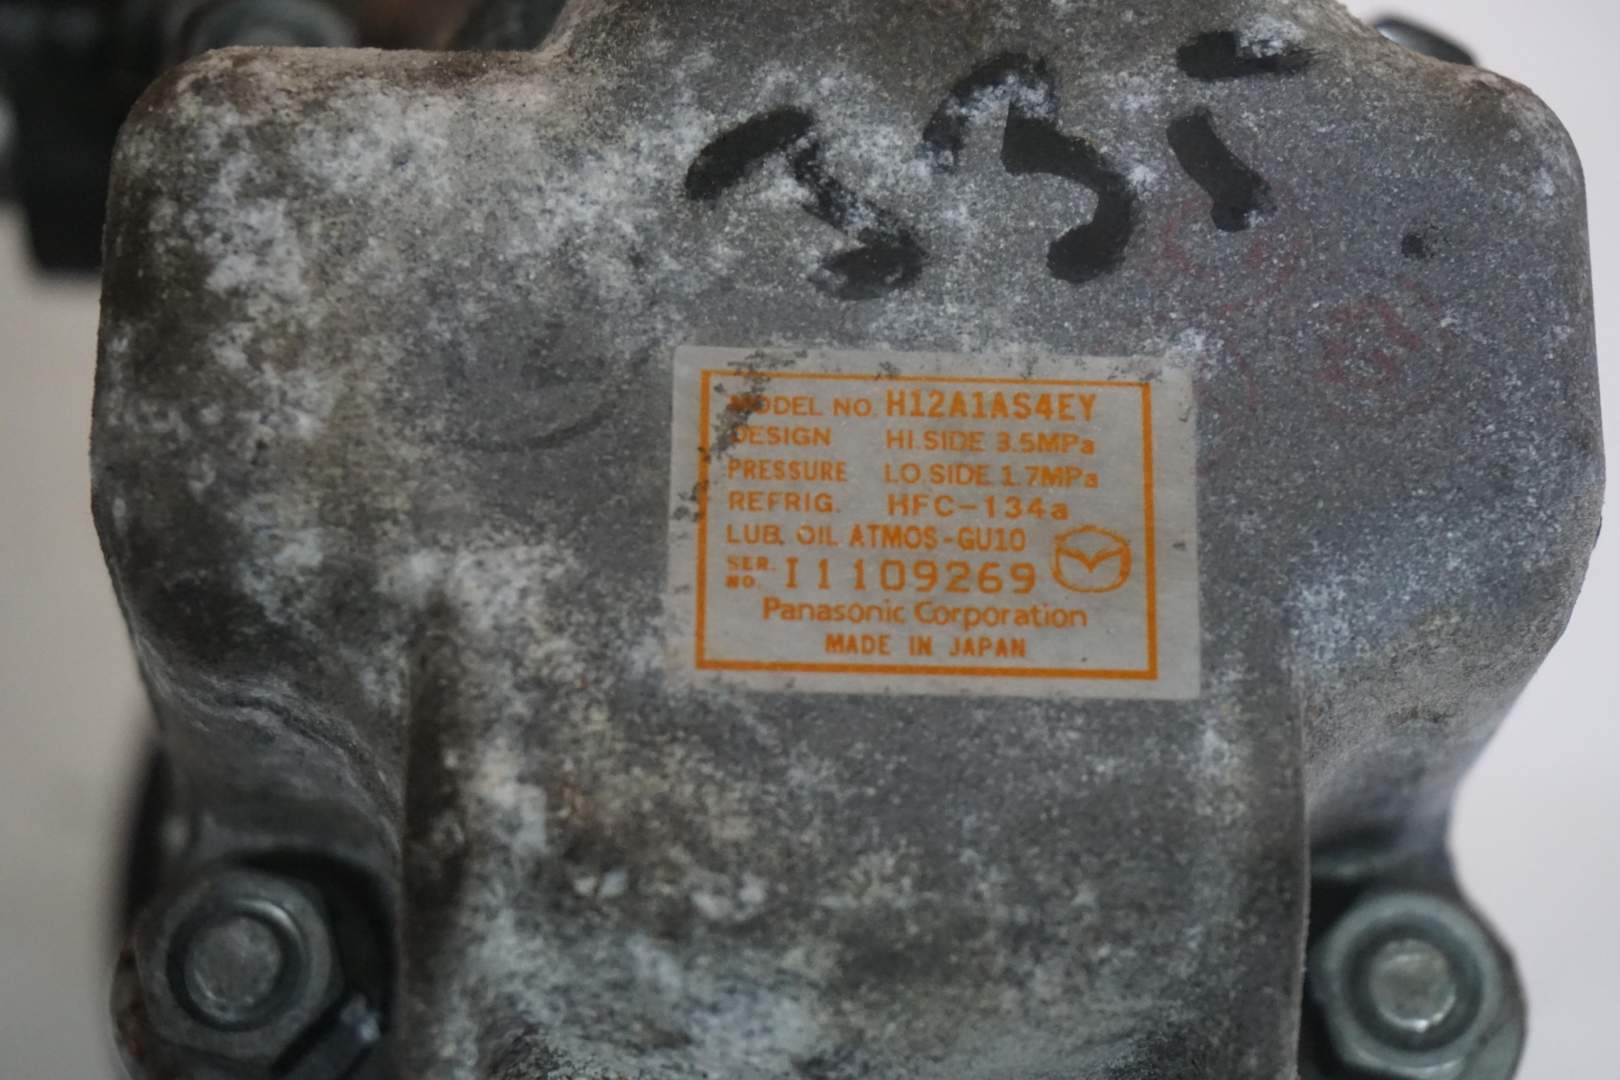 MODEL NO. H12A1AS4EY
DESIGN HI.SIDE 3.5MPa
PRESSURE LO SIDE 1.7MPa
REFRIG. HFC-134a
LUB. OIL ATMOS-GU10
SER. NO. I1109269
Panasonic Corporation
MADE IN JAPAN